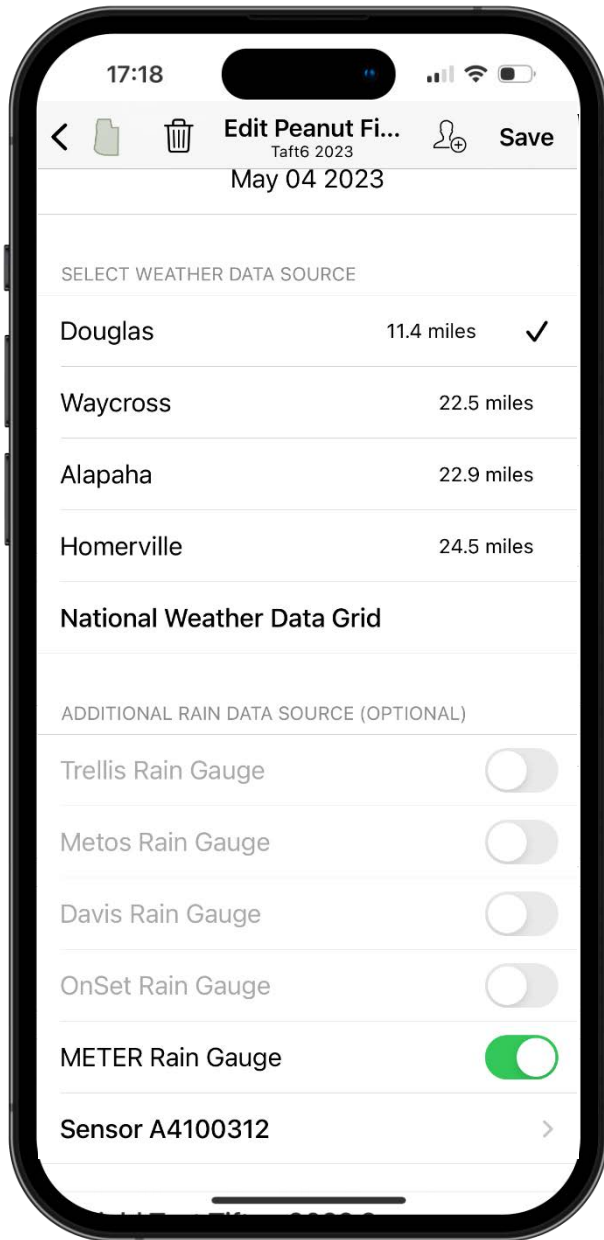 17:18
Edit Peanut Fi... Save
Taft6 2023
May 04 2023
SELECT WEATHER DATA SOURCE
Douglas 11.4 miles
Waycross 22.5 miles
Alapaha 22.9 miles
Homerville 24.5 miles
National Weather Data Grid
ADDITIONAL RAIN DATA SOURCE (OPTIONAL)
Trellis Rain Gauge
Metos Rain Gauge
Davis Rain Gauge
OnSet Rain Gauge
METER Rain Gauge
Sensor A4100312